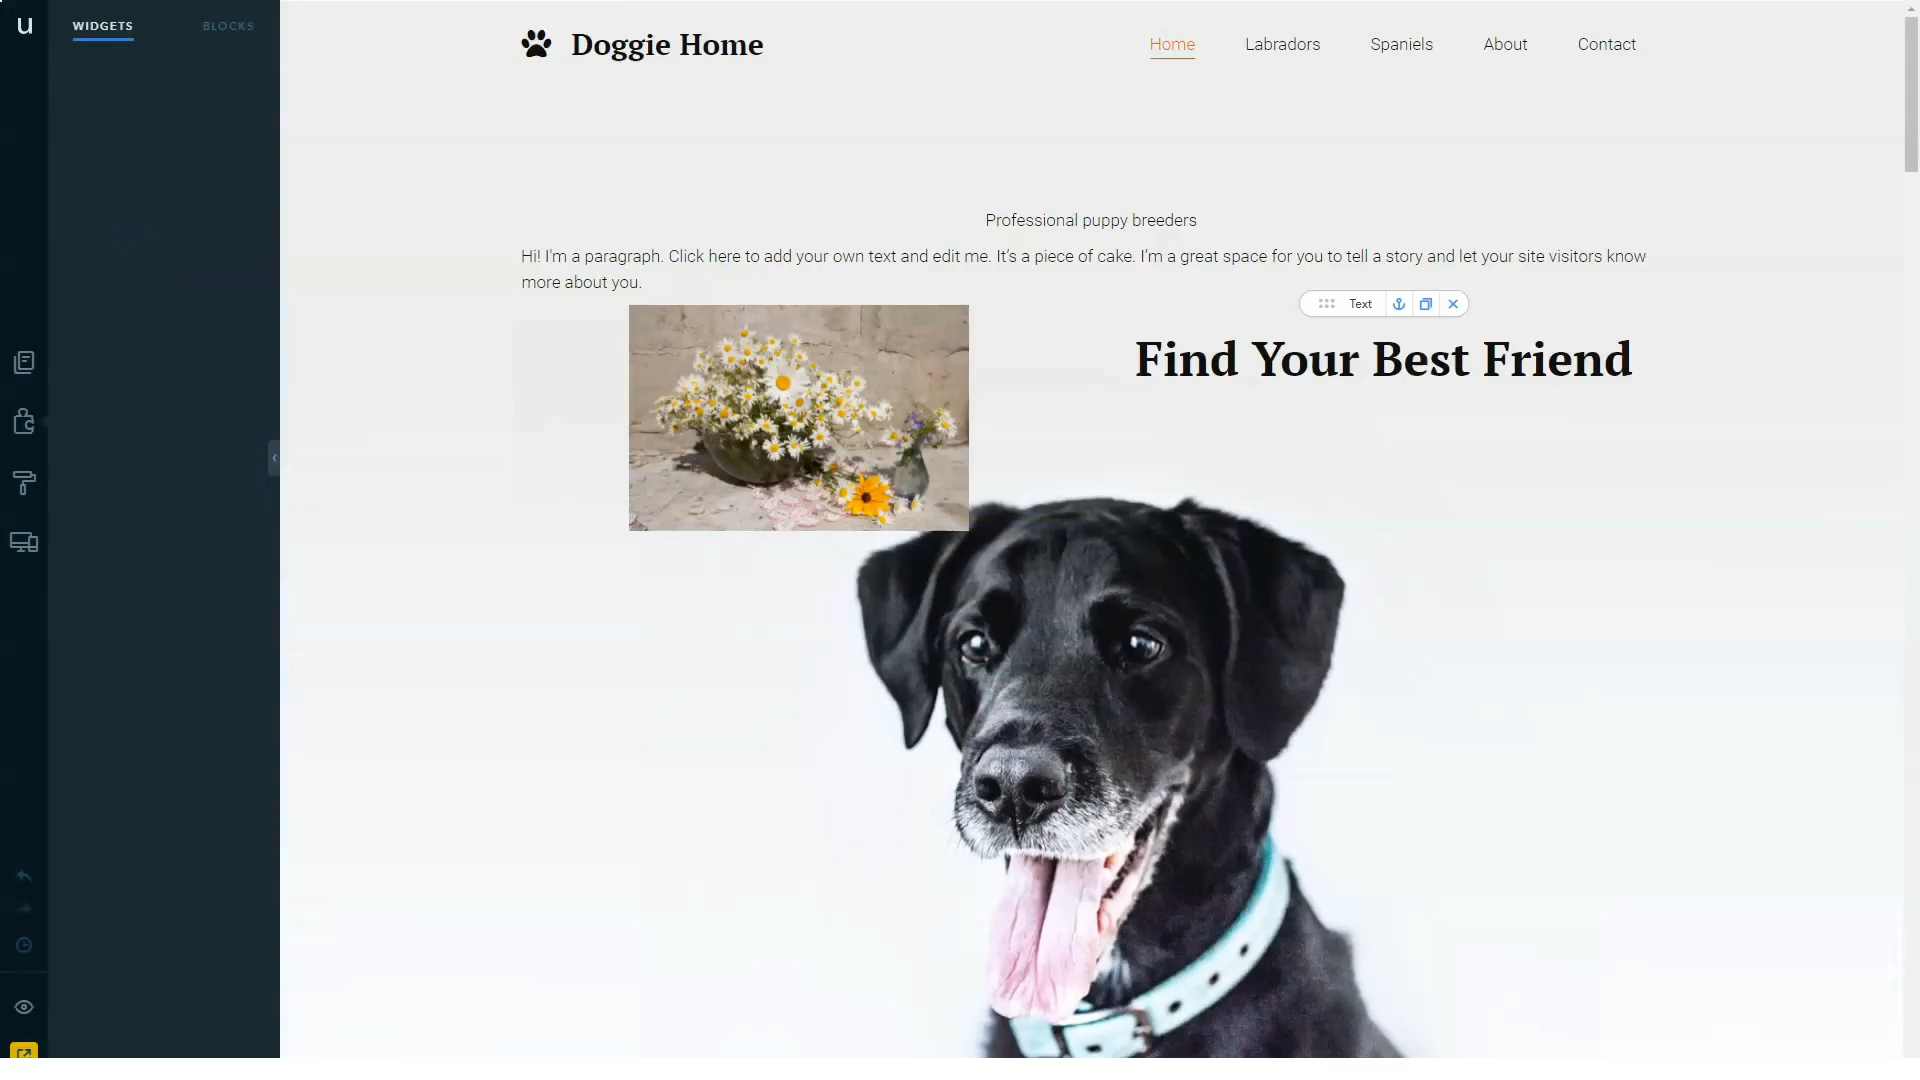 u
WIDGETS
BLOCKS
Doggie Home
Home
Labradors
Spaniels
About
Contact
Professional puppy breeders
Hi! I'm a paragraph. Click here to add your own text and edit me. It's a piece of cake. I'm a great space for you to tell a story and let your site visitors know
more about you.
Text
Find Your Best Friend